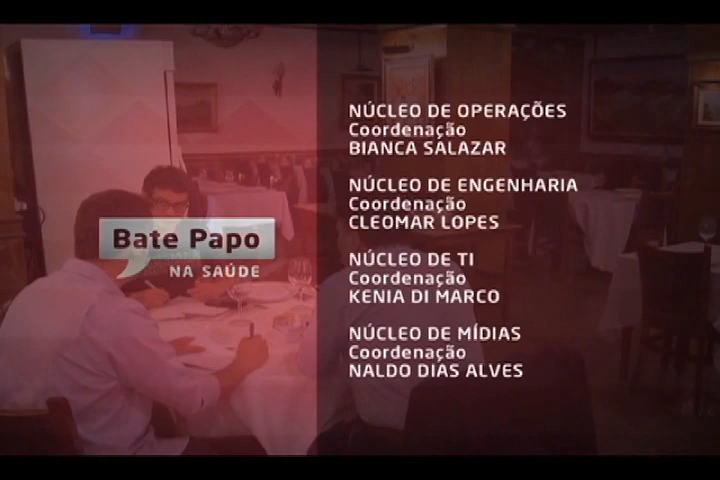 Bate Papo
NA SAÚDE
NÚCLEO DE OPERAÇÕES
Coordenação
BIANCA SALAZAR
NÚCLEO DE ENGENHARIA
Coordenação
CLEOMAR LOPES
NÚCLEO DE TI
Coordenação
KENIA DI MARCO
NÚCLEO DE MÍDIAS
Coordenação
NALDO DIAS ALVES